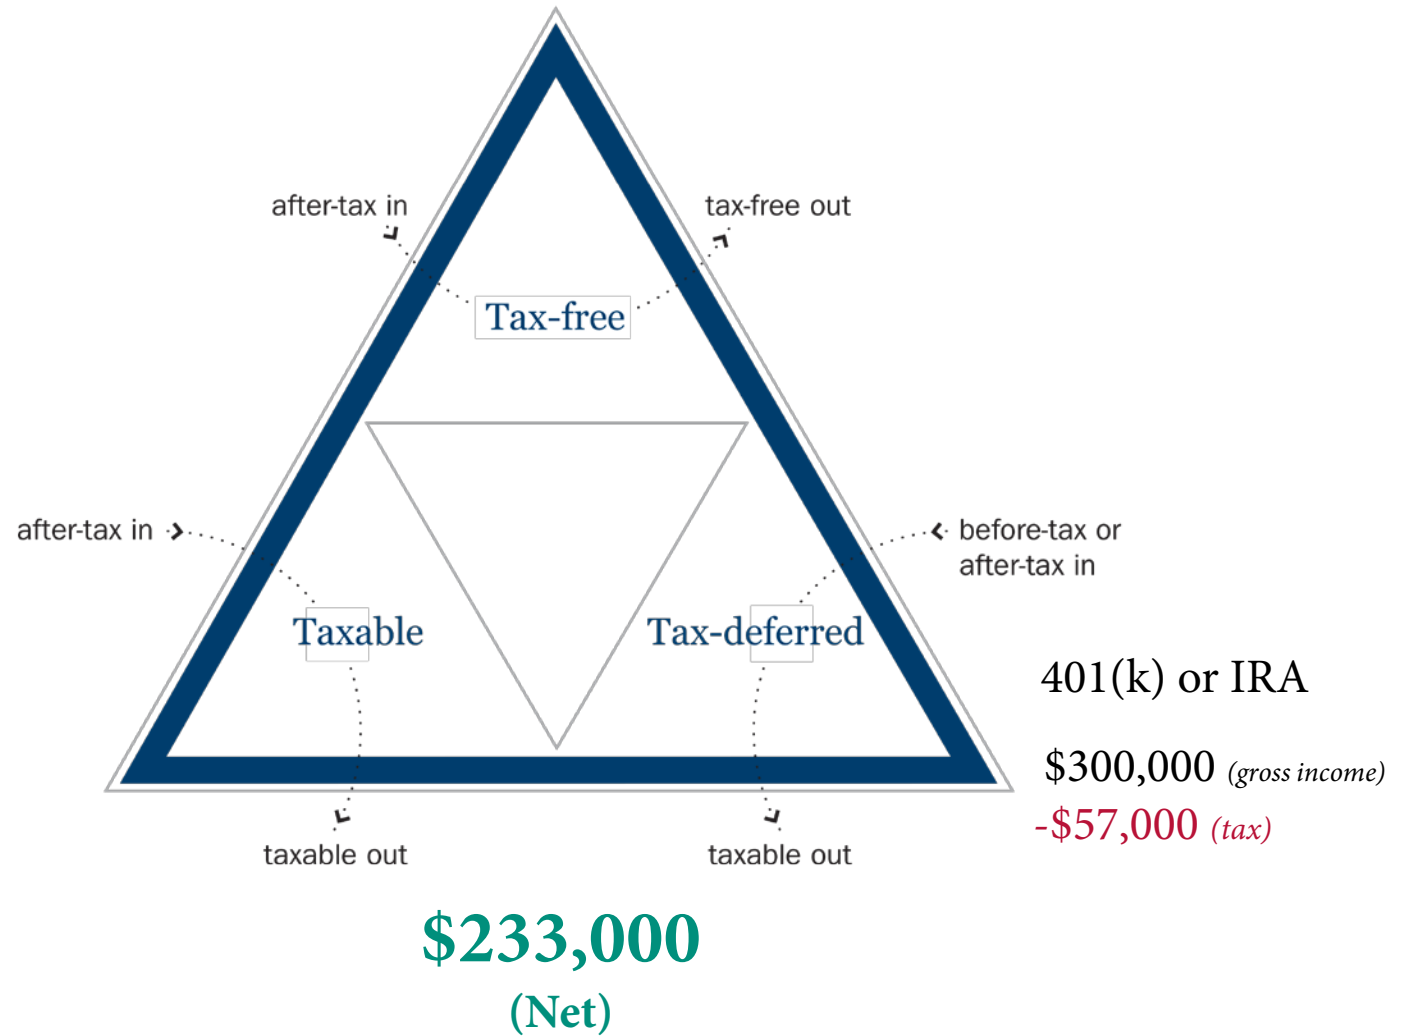 after-tax in
tax-free out
Tax-free
after-tax in
before-tax or
after-tax in
Taxable
Tax-deferred
401(k) or IRA
$300,000 (gross income)
-$57,000 (tax)
taxable out
taxable out
$233,000
(Net)